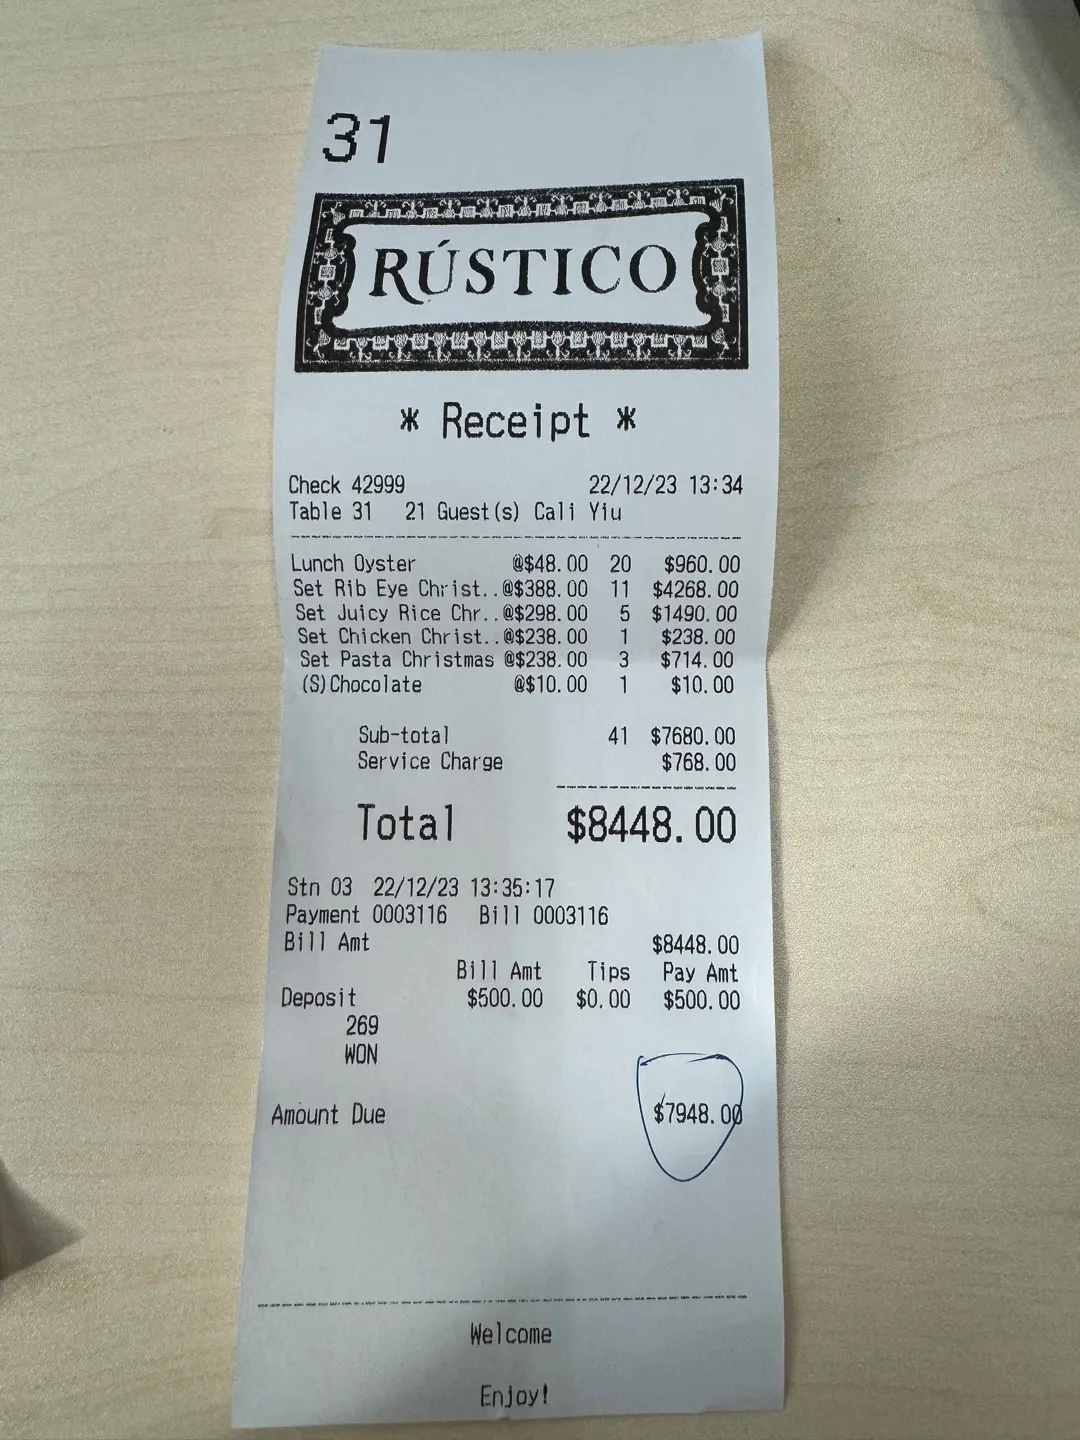 31
RÚSTICO
* Receipt *
Check 42999 22/12/23 13:34
Table 31 21 Guest(s) Cali Yiu
Lunch Oyster @$48.00 20 $960.00
Set Rib Eye Christ..@$388.00 11 $4268.00
Set Juicy Rice Chr..@$298.00 5 $1490.00
Set Chicken Christ..@$238.00 1 $238.00
Set Pasta Christmas @$238.00 3 $714.00
(S)Chocolate @$10.00 1 $10.00
Sub-total 41 $7680.00
Service Charge $768.00
Total $8448.00
Stn 03 22/12/23 13:35:17
Payment 0003116 Bill 0003116
Bill Amt $8448.00
Bill Amt Tips Pay Amt
Deposit $500.00 $0.00 $500.00
269
WON
Amount Due $7948.00
Welcome
Enjoy!